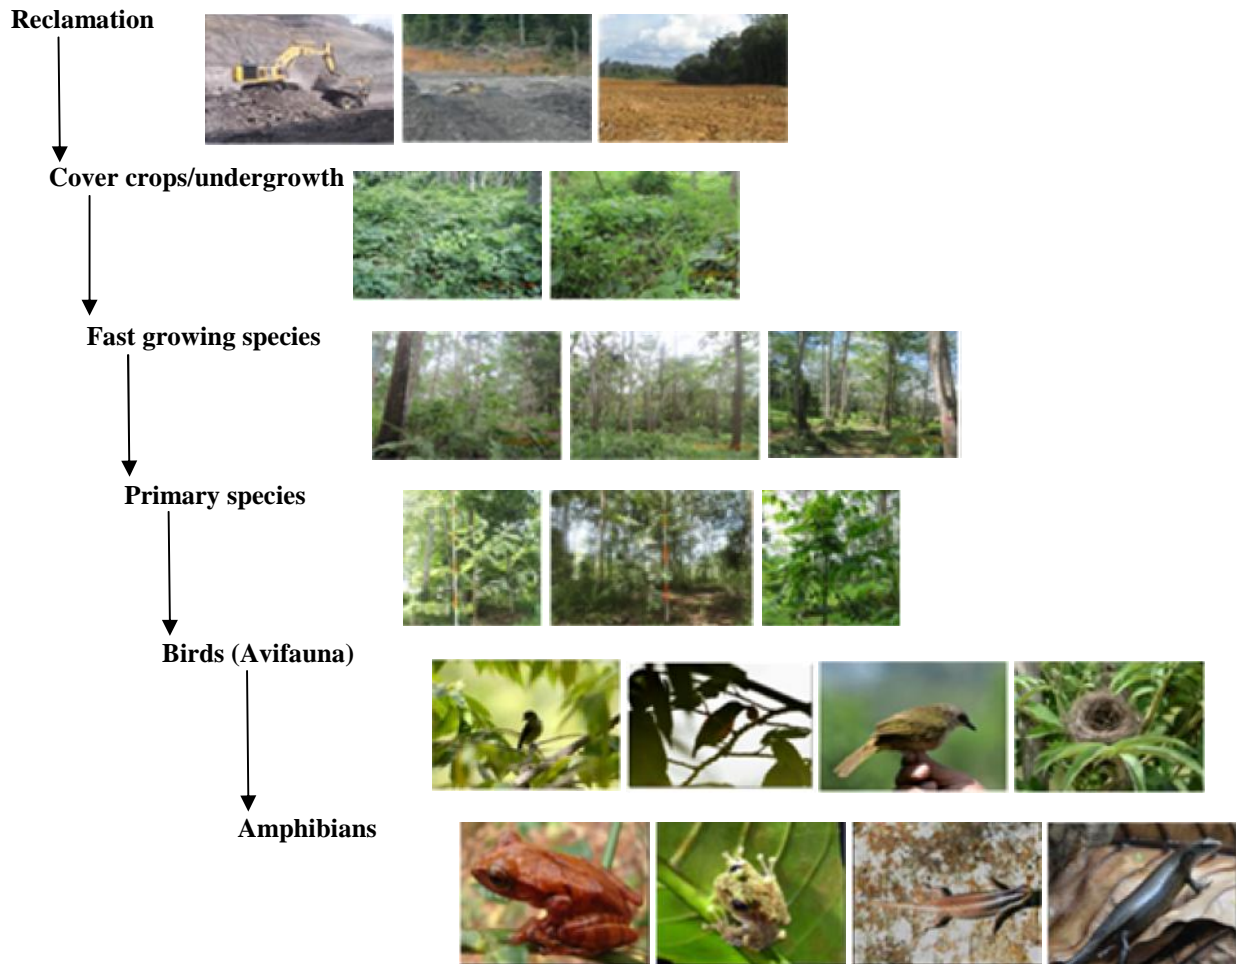 Reclamation
Cover crops/undergrowth
Fast growing species
Primary species
Birds (Avifauna)
Amphibians